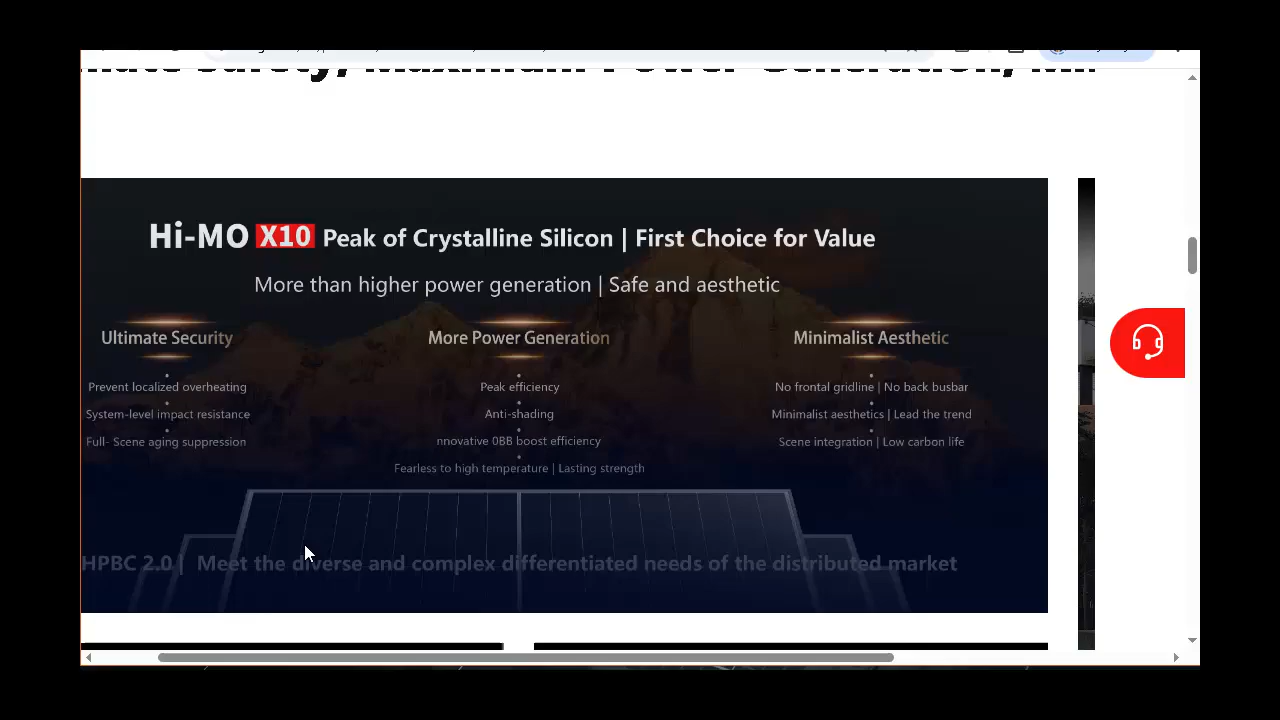 Safety, Maximum Power Generation,
Hi-MO X10 Peak of Crystalline Silicon | First Choice for Value
More than higher power generation | Safe and aesthetic
Ultimate Security
Prevent localized overheating
System-level impact resistance
Full- Scene aging suppression
More Power Generation
Peak efficiency
Anti-shading
nnovative 0BB boost efficiency
Fearless to high temperature | Lasting strength
Minimalist Aesthetic
No frontal gridline | No back busbar
Minimalist aesthetics | Lead the trend
Scene integration | Low carbon life
HPBC 2.0 | Meet the diverse and complex differentiated needs of the distributed market